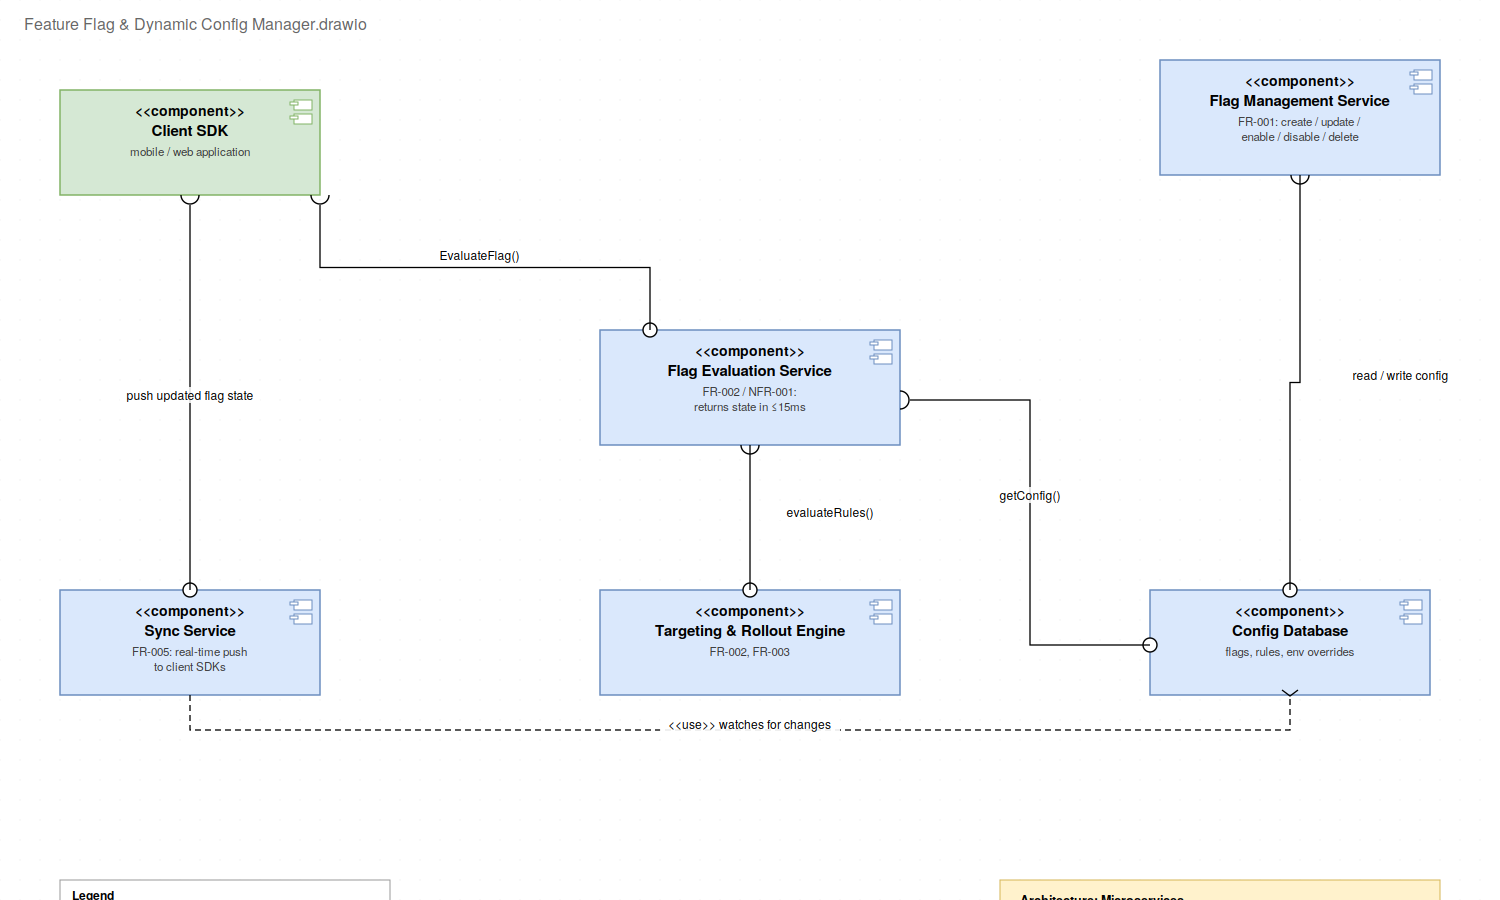 Feature Flag & Dynamic Config Manager.drawio
<<component>>
Client SDK
mobile / web application
<<component>>
Flag Management Service
FR-001: create / update /
enable / disable / delete
EvaluateFlag()
<<component>>
Flag Evaluation Service
FR-002 / NFR-001:
returns state in ≤15ms
push updated flag state
read / write config
getConfig()
evaluateRules()
<<component>>
Sync Service
FR-005: real-time push
to client SDKs
<<component>>
Targeting & Rollout Engine
FR-002, FR-003
<<component>>
Config Database
flags, rules, env overrides
<<use>> watches for changes
Legend
Architecture: Microservices